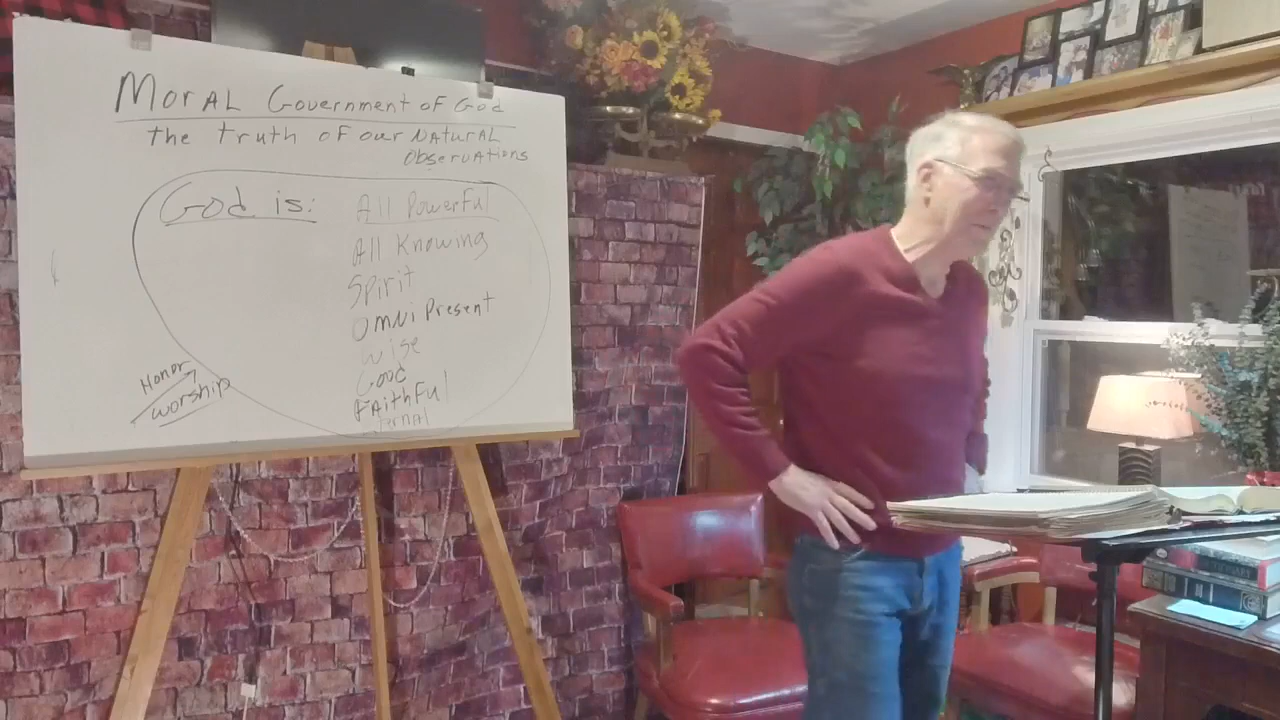 MORAL Government OF GOD
the truth OF our NATURAL
Observations
GOD is: All Powerful
All Knowing
Spirit
OMNi Present
wise
GOOD
FAithFul
Honor
worship